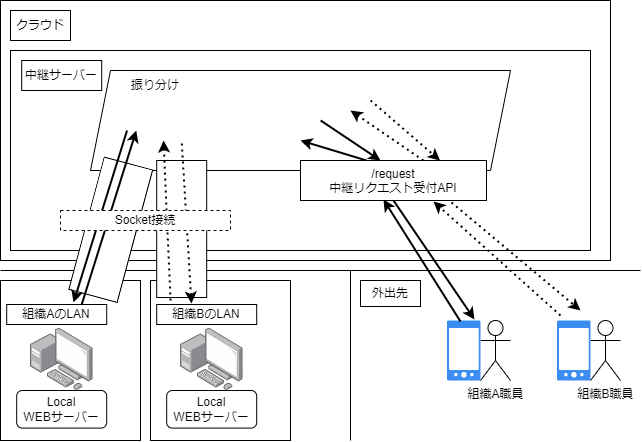 クラウド
中継サーバー
振り分け
/request
中継リクエスト受付API
Socket接続
組織AのLAN
組織BのLAN
外出先
Local
WEBサーバー
Local
WEBサーバー
組織A職員
組織B職員